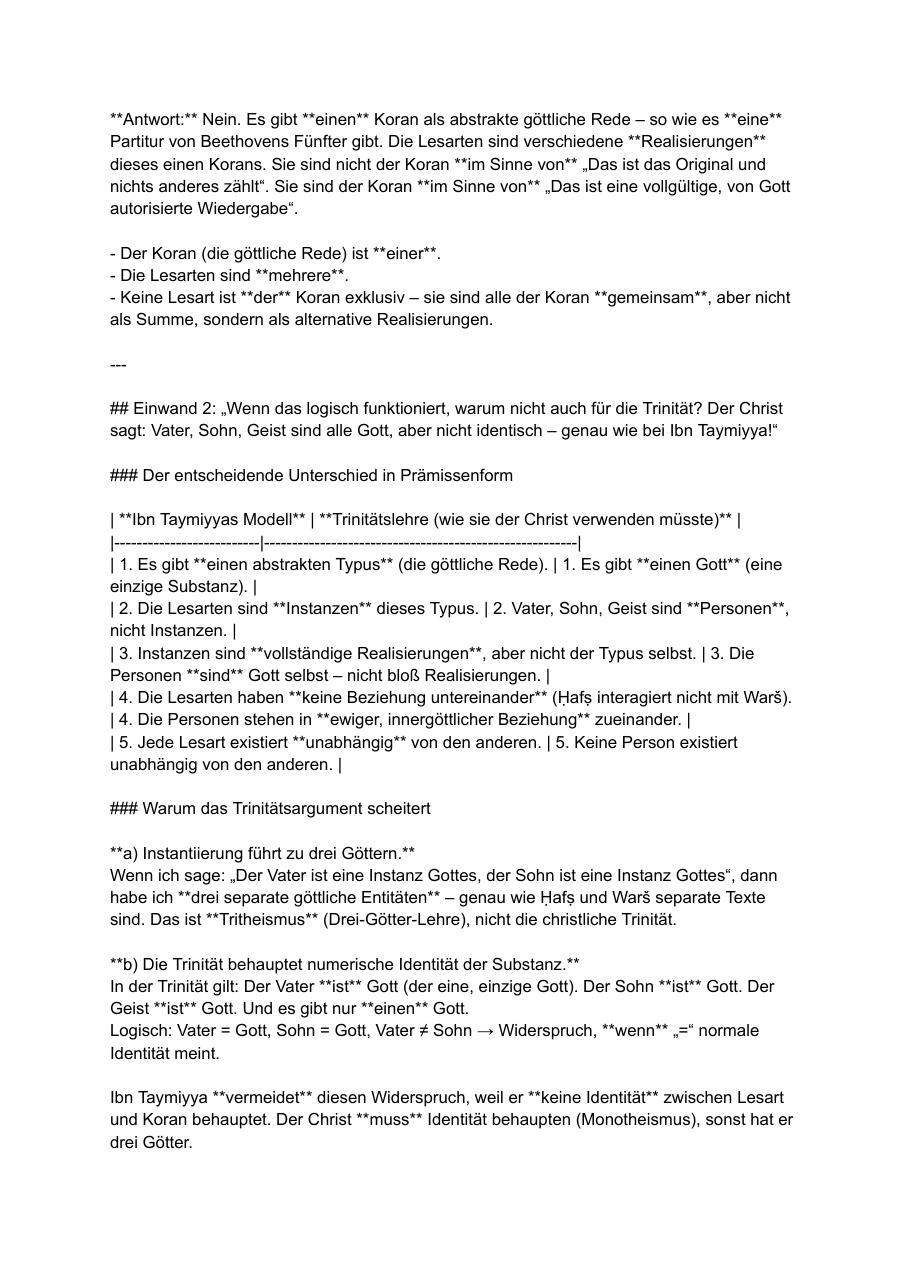 **Antwort:** Nein. Es gibt **einen** Koran als abstrakte göttliche Rede – so wie es **eine**
Partitur von Beethovens Fünfter gibt. Die Lesarten sind verschiedene **Realisierungen**
dieses einen Korans. Sie sind nicht der Koran **im Sinne von** „Das ist das Original und
nichts anderes zählt“. Sie sind der Koran **im Sinne von** „Das ist eine vollgültige, von Gott
autorisierte Wiedergabe“.
- Der Koran (die göttliche Rede) ist **einer**.
- Die Lesarten sind **mehrere**.
- Keine Lesart ist **der** Koran exklusiv – sie sind alle der Koran **gemeinsam**, aber nicht
als Summe, sondern als alternative Realisierungen.
---
## Einwand 2: „Wenn das logisch funktioniert, warum nicht auch für die Trinität? Der Christ
sagt: Vater, Sohn, Geist sind alle Gott, aber nicht identisch – genau wie bei Ibn Taymiyya!“
### Der entscheidende Unterschied in Prämissenform
| **Ibn Taymiyyas Modell** | **Trinitätslehre (wie sie der Christ verwenden müsste)** |
|--------------------------|--------------------------------------------------------|
| 1. Es gibt **einen abstrakten Typus** (die göttliche Rede). | 1. Es gibt **einen Gott** (eine
einzige Substanz). |
| 2. Die Lesarten sind **Instanzen** dieses Typus. | 2. Vater, Sohn, Geist sind **Personen**,
nicht Instanzen. |
| 3. Instanzen sind **vollständige Realisierungen**, aber nicht der Typus selbst. | 3. Die
Personen **sind** Gott selbst – nicht bloß Realisierungen. |
| 4. Die Lesarten haben **keine Beziehung untereinander** (Ḥafṣ interagiert nicht mit Warš).
| 4. Die Personen stehen in **ewiger, innergöttlicher Beziehung** zueinander. |
| 5. Jede Lesart existiert **unabhängig** von den anderen. | 5. Keine Person existiert
unabhängig von den anderen. |
### Warum das Trinitätsargument scheitert
**a) Instantiierung führt zu drei Göttern.**
Wenn ich sage: „Der Vater ist eine Instanz Gottes, der Sohn ist eine Instanz Gottes“, dann
habe ich **drei separate göttliche Entitäten** – genau wie Ḥafṣ und Warš separate Texte
sind. Das ist **Tritheismus** (Drei-Götter-Lehre), nicht die christliche Trinität.
**b) Die Trinität behauptet numerische Identität der Substanz.**
In der Trinität gilt: Der Vater **ist** Gott (der eine, einzige Gott). Der Sohn **ist** Gott. Der
Geist **ist** Gott. Und es gibt nur **einen** Gott.
Logisch: Vater = Gott, Sohn = Gott, Vater ≠ Sohn → Widerspruch, **wenn** „=“ normale
Identität meint.
Ibn Taymiyya **vermeidet** diesen Widerspruch, weil er **keine Identität** zwischen Lesart
und Koran behauptet. Der Christ **muss** Identität behaupten (Monotheismus), sonst hat er
drei Götter.